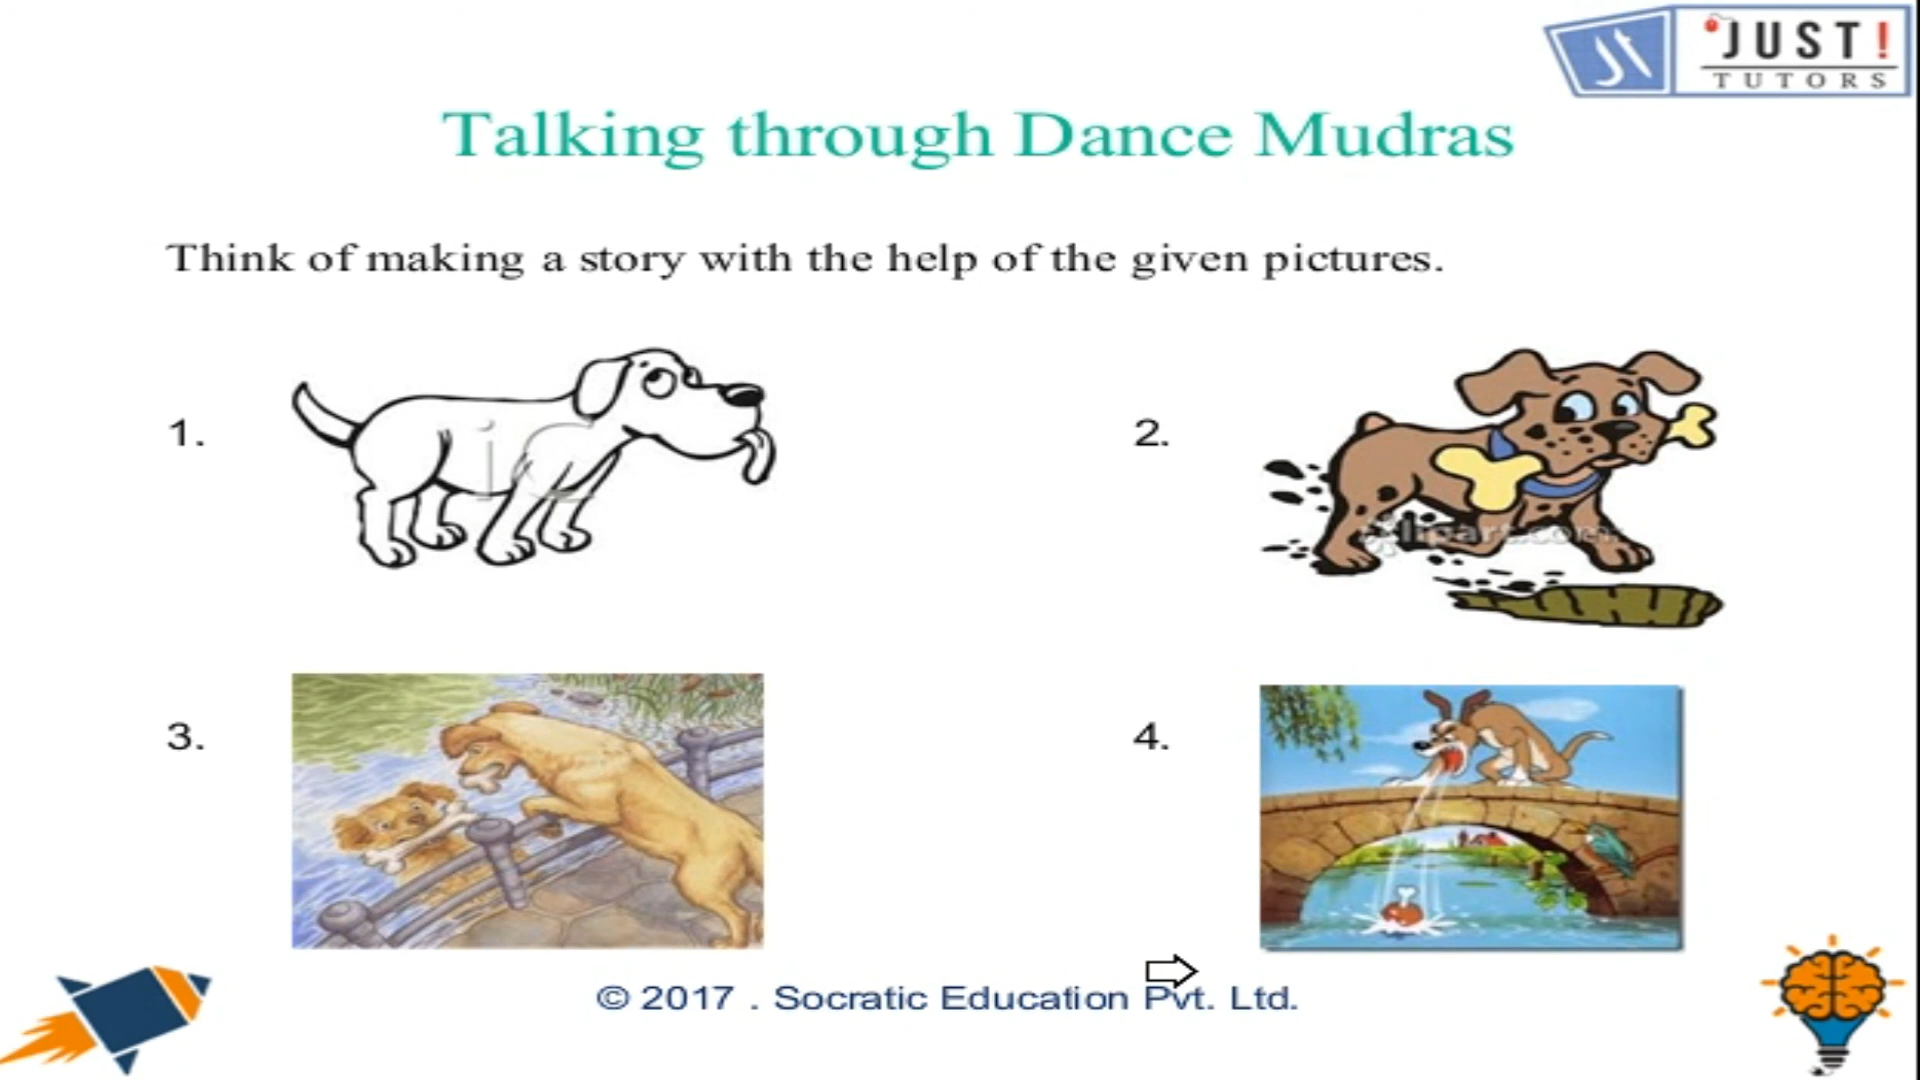 JUST!
TUTORS
Talking through Dance Mudras
Think of making a story with the help of the given pictures.
1.
2.
3.
4.
© 2017 . Socratic Education Pvt. Ltd.